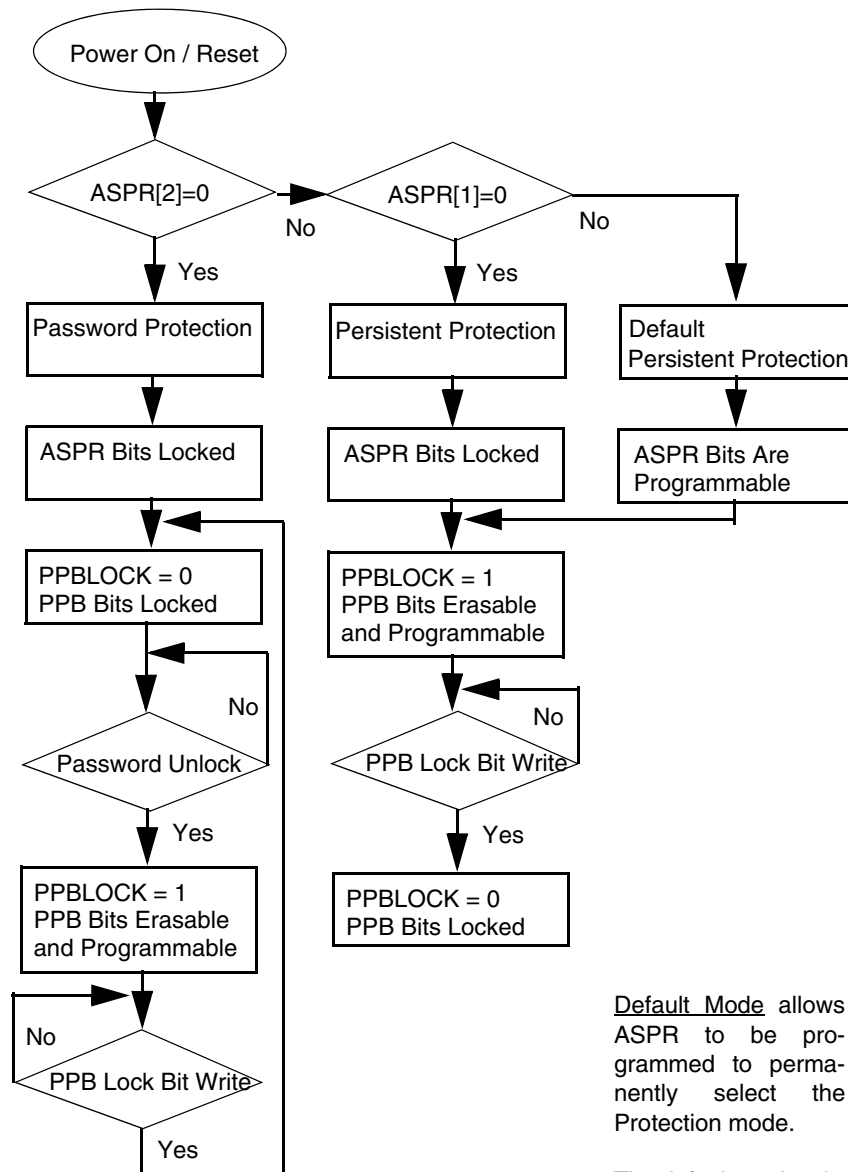 Power On / Reset
ASPR[2]=0
No
ASPR[1]=0
No
Yes
Yes
Password Protection
Persistent Protection
Default
Persistent Protection
ASPR Bits Locked
ASPR Bits Locked
ASPR Bits Are
Programmable
PPBLOCK = 0
PPB Bits Locked
PPBLOCK = 1
PPB Bits Erasable
and Programmable
No
No
Password Unlock
PPB Lock Bit Write
Yes
Yes
PPBLOCK = 1
PPB Bits Erasable
and Programmable
PPBLOCK = 0
PPB Bits Locked
No
PPB Lock Bit Write
Yes
Default Mode allows
ASPR to be pro-
grammed to perma-
nently select the
Protection mode.